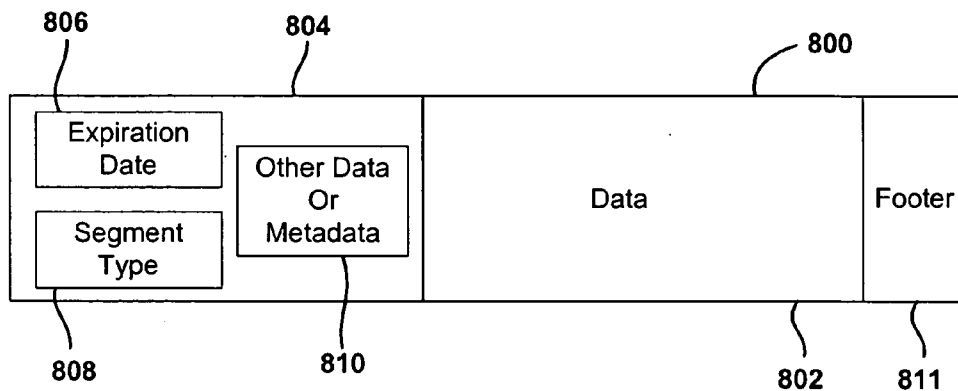 806
804
800
Expiration
Date
Other Data
Or
Metadata
Data
Footer
Segment
Type
808
810
802
811